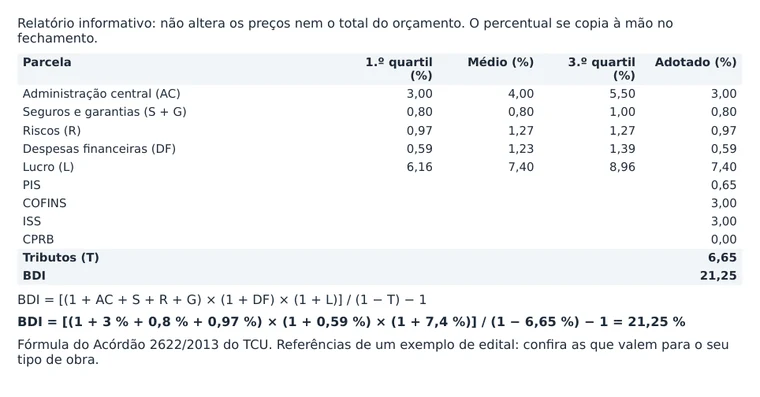 Relatório informativo: não altera os preços nem o total do orçamento. O percentual se copia à mão no
fechamento.
Parcela 1.º quartil (%) Médio (%) 3.º quartil (%) Adotado (%)
Administração central (AC) 3,00 4,00 5,50 3,00
Seguros e garantias (S + G) 0,80 0,80 1,00 0,80
Riscos (R) 0,97 1,27 1,27 0,97
Despesas financeiras (DF) 0,59 1,23 1,39 0,59
Lucro (L) 6,16 7,40 8,96 7,40
PIS 0,65
COFINS 3,00
ISS 3,00
CPRB 0,00
Tributos (T) 6,65
BDI 21,25
BDI = [(1 + AC + S + R + G) × (1 + DF) × (1 + L)] / (1 − T) − 1
BDI = [(1 + 3 % + 0,8 % + 0,97 %) × (1 + 0,59 %) × (1 + 7,4 %)] / (1 − 6,65 %) − 1 = 21,25 %
Fórmula do Acórdão 2622/2013 do TCU. Referências de um exemplo de edital: confira as que valem para o seu
tipo de obra.